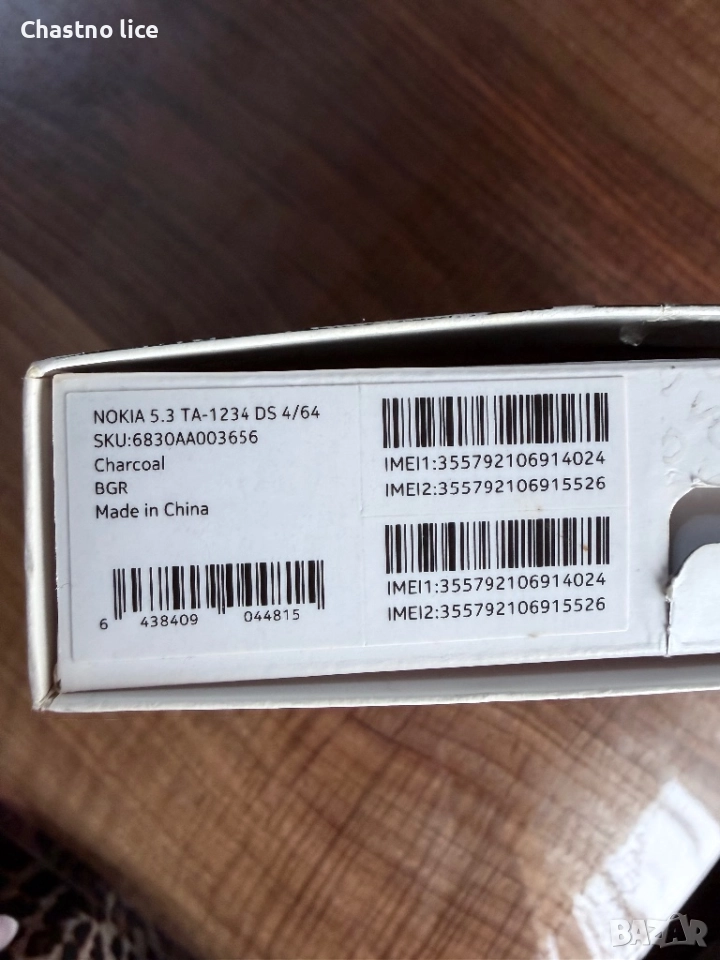 Chastno lice
NOKIA 5.3 TA-1234 DS 4/64
SKU:6830AA003656
Charcoal
BGR
Made in China
6 438409 044815
IMEI1:355792106914024
IMEI2:355792106915526
IMEI1:355792106914024
IMEI2:355792106915526
BAZAR